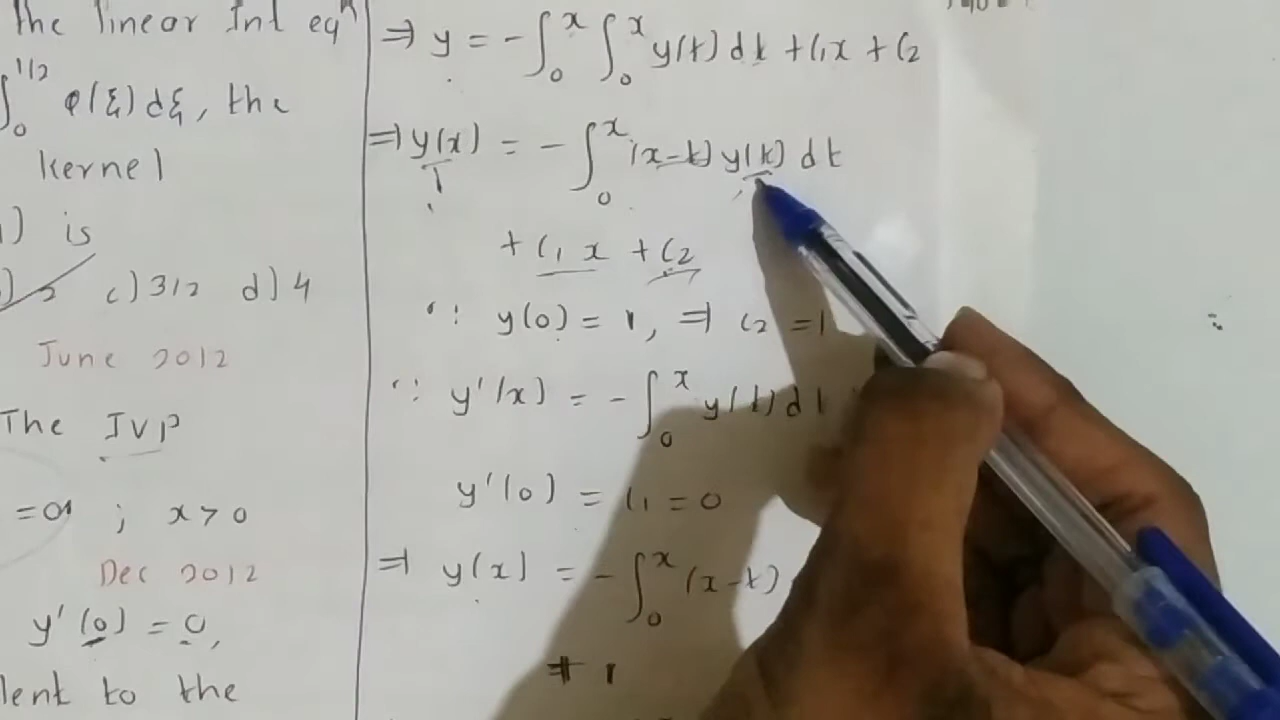 the linear Int eqⁿ
∫₀^{1/2} φ(ξ)dξ, the
kernel
) is
) 2 c) 3/2 d) 4
June 2012
The IVP
=0 ; x > 0
Dec 2012
y'(0) = 0,
lent to the
⇒ y = -∫₀^x ∫₀^x y(t) dt + C₁x + C₂
⇒ y(x) = -∫₀^x (x-t) y(t) dt
+ C₁ x + C₂
∵ y(0) = 1, ⇒ C₂ = 1
∵ y'(x) = -∫₀^x y(t) dt
y'(0) = C₁ = 0
⇒ y(x) = -∫₀^x (x-t)
+ 1